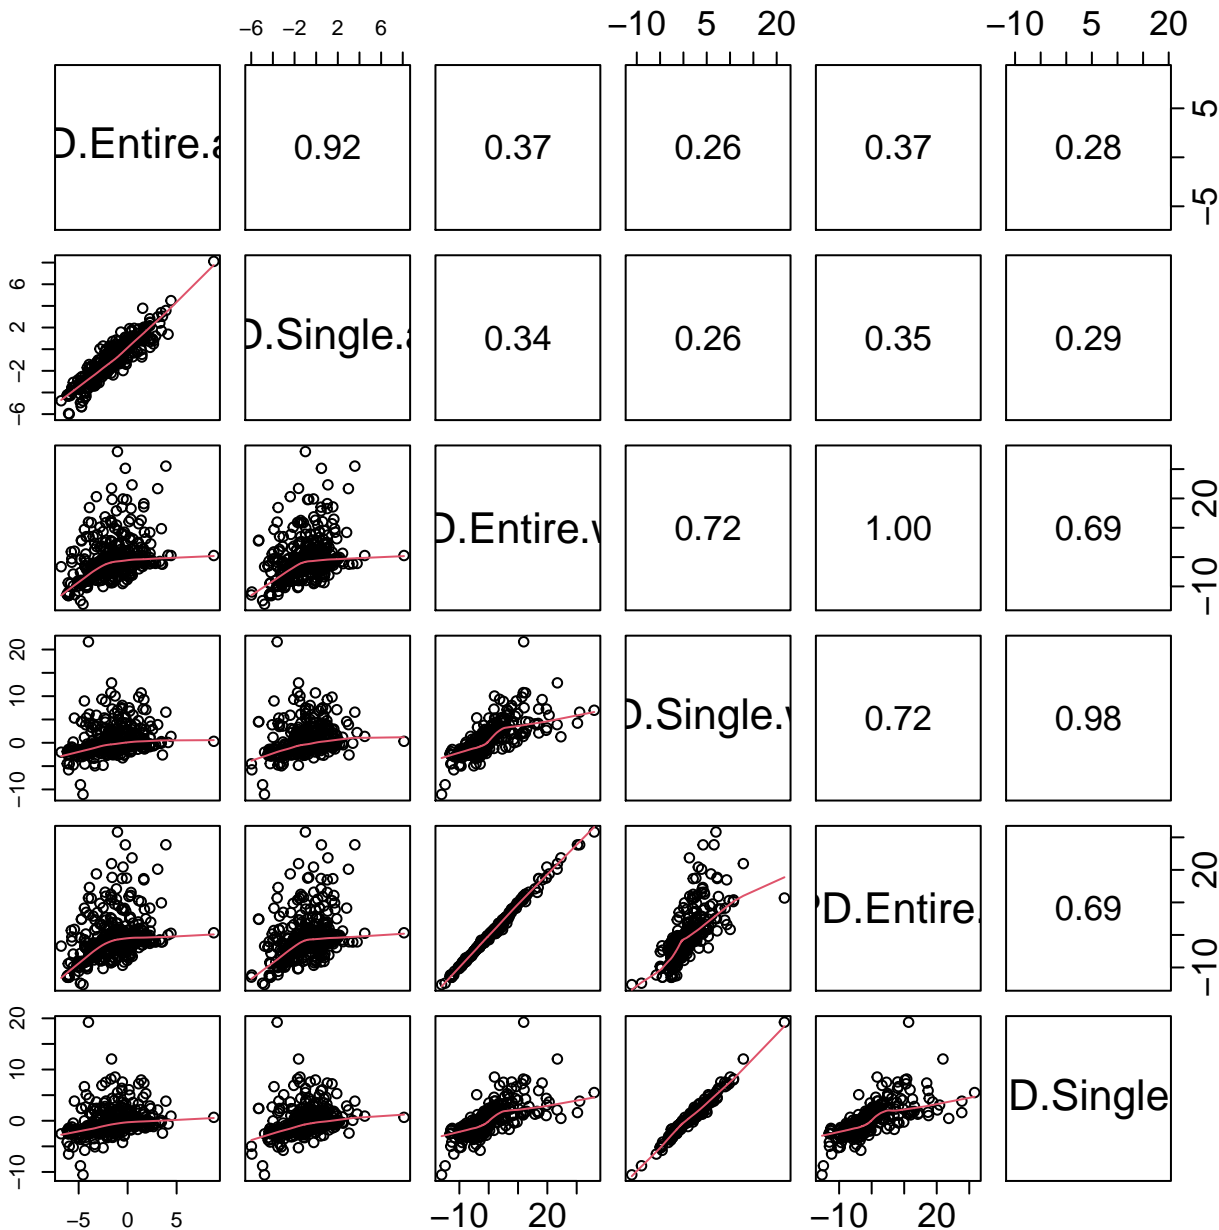 −6 −2 2 6 −10 5 20 −10 5 20
D.Entire.a 0.92 0.37 0.26 0.37 0.28 −5 5
−6 −2 2 6 D.Single.a 0.34 0.26 0.35 0.29
D.Entire.w 0.72 1.00 0.69 −10 20
−10 0 10 20 D.Single.w 0.72 0.98
PD.Entire. 0.69 −10 20
−10 0 10 20 D.Single
−5 0 5 −10 20 −10 20